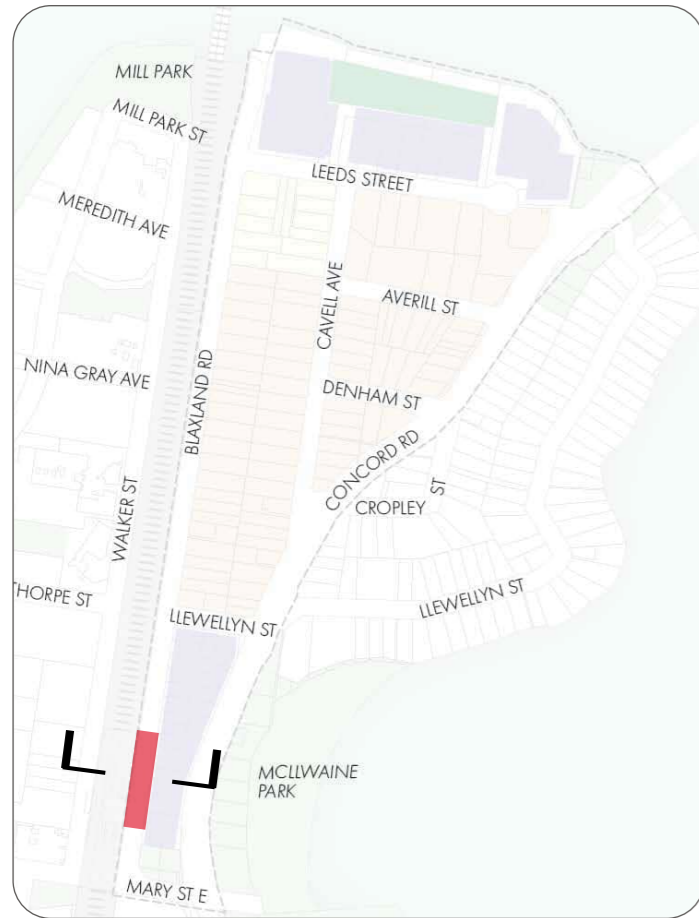 MILL PARK
MILL PARK ST
LEEDS STREET
MEREDITH AVE
AVERILL ST
CAVELL AVE
NINA GRAY AVE
BLAXLAND RD
DENHAM ST
CONCORD RD
CROPLEY ST
WALKER ST
THORPE ST
LLEWELLYN ST
LLEWELLYN ST
MCLLWAINE
PARK
MARY ST E